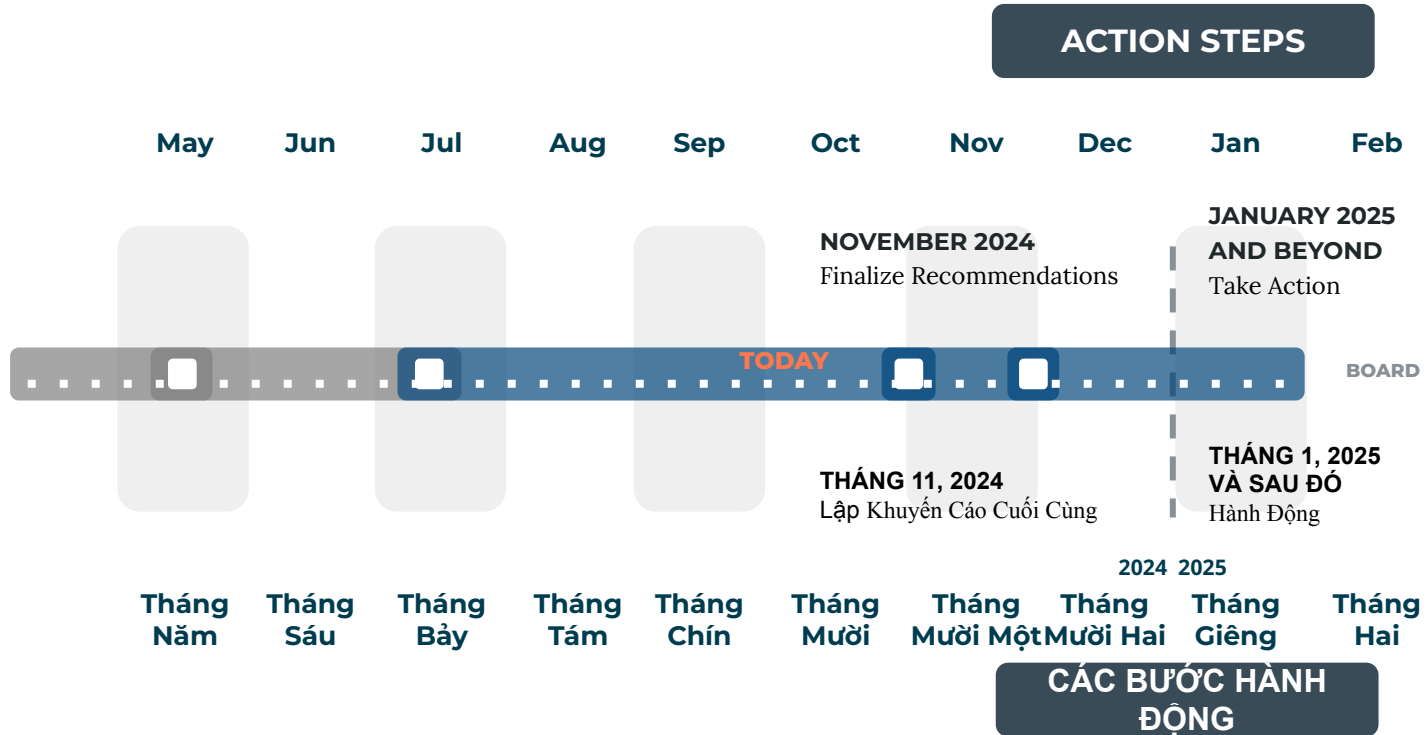 ACTION STEPS
May Jun Jul Aug Sep Oct Nov Dec Jan Feb
NOVEMBER 2024
Finalize Recommendations
JANUARY 2025
AND BEYOND
Take Action
TODAY
BOARD
THÁNG 11, 2024
Lập Khuyến Cáo Cuối Cùng
THÁNG 1, 2025
VÀ SAU ĐÓ
Hành Động
2024 2025
Tháng Tháng Tháng Tháng Tháng Tháng Tháng Tháng Tháng Tháng
Năm Sáu Bảy Tám Chín Mười Mười Một Mười Hai Giêng Hai
CÁC BƯỚC HÀNH
ĐỘNG